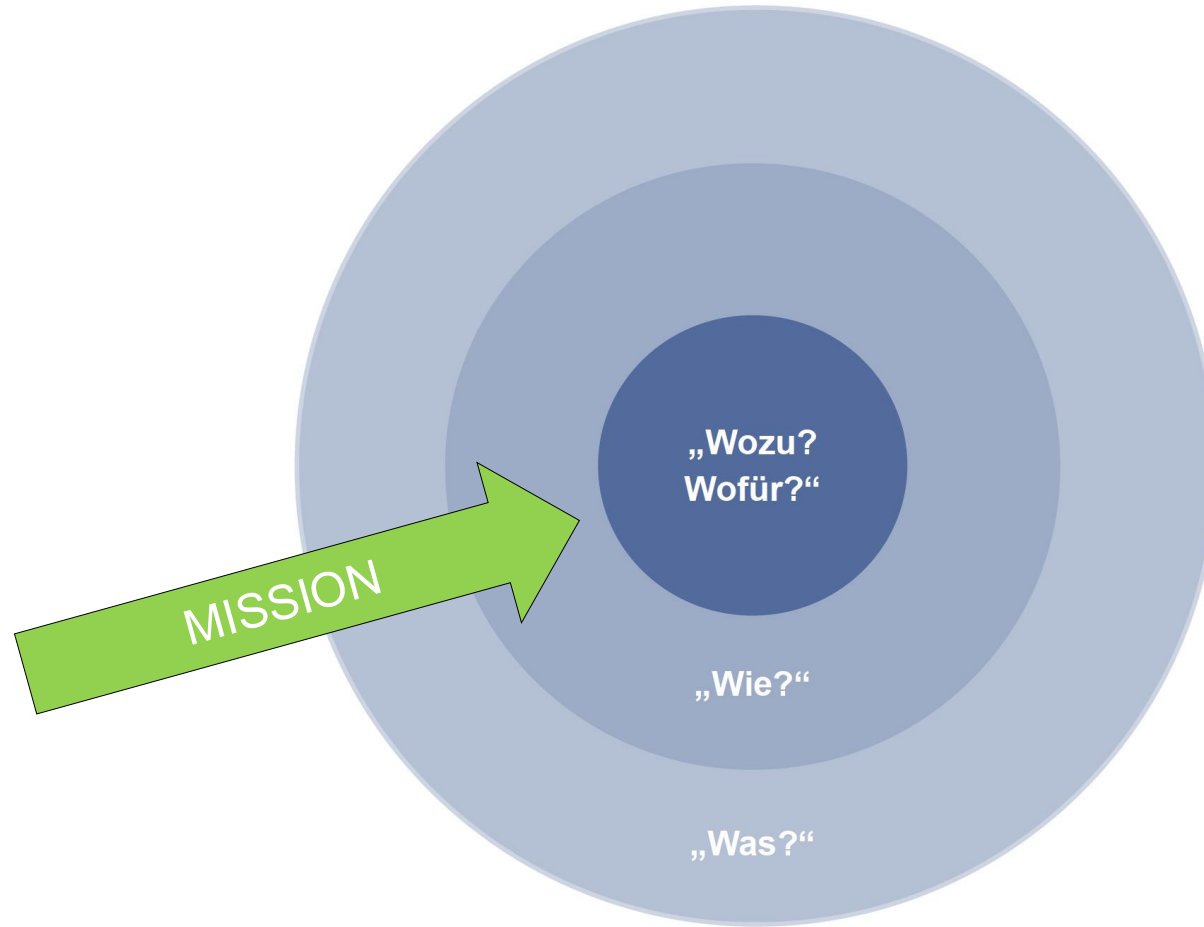 „Wozu?
Wofür?“
MISSION
„Wie?“
„Was?“